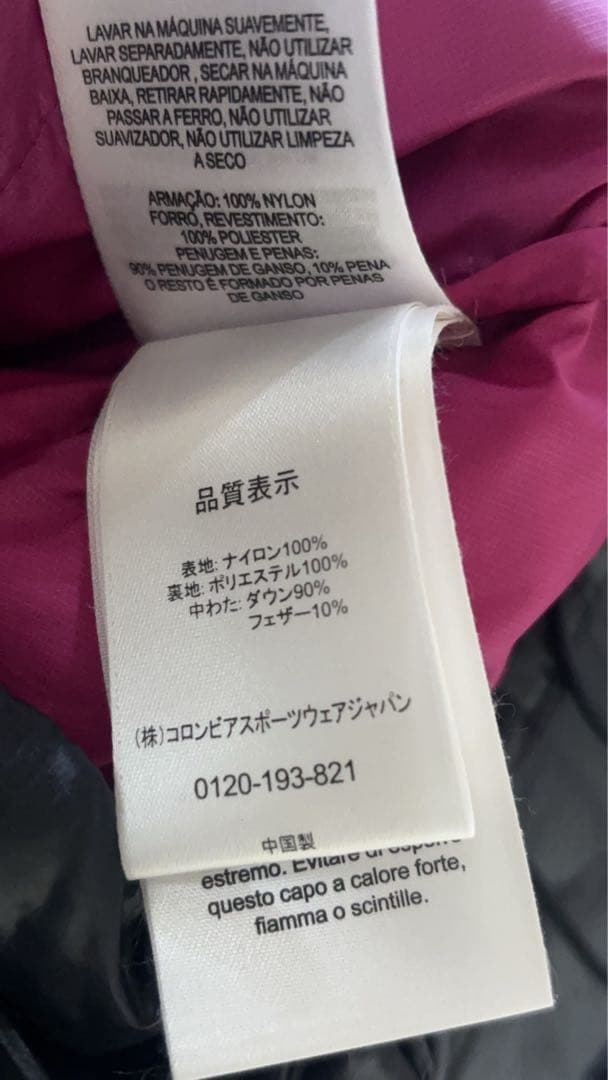 LAVAR NA MÁQUINA SUAVEMENTE,
LAVAR SEPARADAMENTE, NÃO UTILIZAR
BRANQUEADOR , SECAR NA MÁQUINA
BAIXA, RETIRAR RAPIDAMENTE, NÃO
PASSAR A FERRO, NÃO UTILIZAR
SUAVIZADOR, NÃO UTILIZAR LIMPEZA
A SECO
ARMAÇÃO: 100% NYLON
FORRO, REVESTIMENTO:
100% POLIESTER
PENUGEM E PENAS:
90% PENUGEM DE GANSO, 10% PENA
O RESTO É FORMADO POR PENAS
DE GANSO
品質表示
表地: ナイロン100%
裏地: ポリエステル100%
中わた: ダウン90%
フェザー10%
(株)コロンビアスポーツウェアジャパン
0120-193-821
中国製
estremo. Evitare di
questo capo a calore forte,
fiamma o scintille.